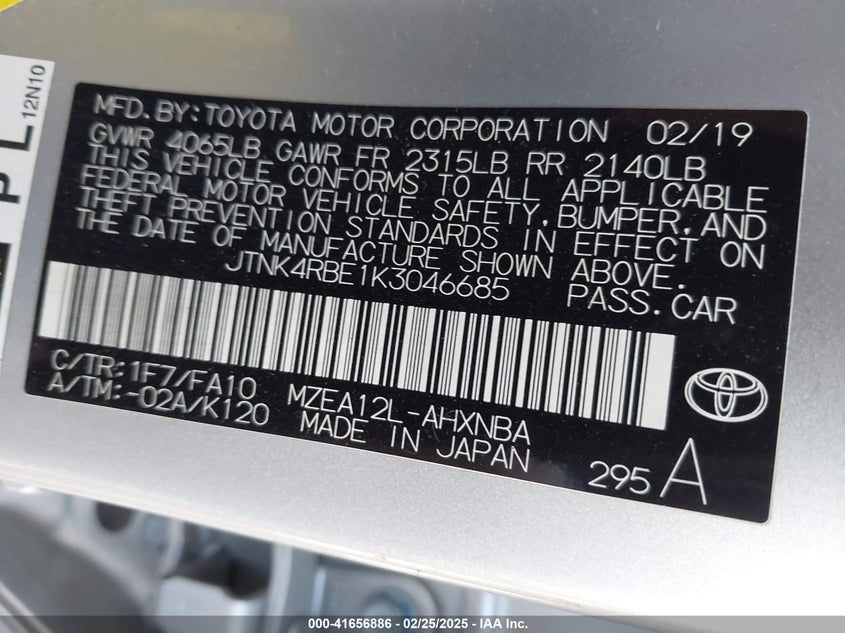 PL
12N10
MFD.BY:TOYOTA MOTOR CORPORATION 02/19
GVWR 4065LB GAWR FR 2315LB RR 2140LB
THIS VEHICLE CONFORMS TO ALL APPLICABLE
FEDERAL MOTOR VEHICLE SAFETY,BUMPER,AND
THEFT PREVENTION STANDARDS IN EFFECT ON
THE DATE OF MANUFACTURE SHOWN ABOVE.
JTNK4RBE1K3046685 PASS.CAR
C/TR:1F7/FA10 MZEA12L-AHXNBA
A/TM:-02A/K120 MADE IN JAPAN
295 A
000-41656886 / 02/25/2025 - IAA Inc.